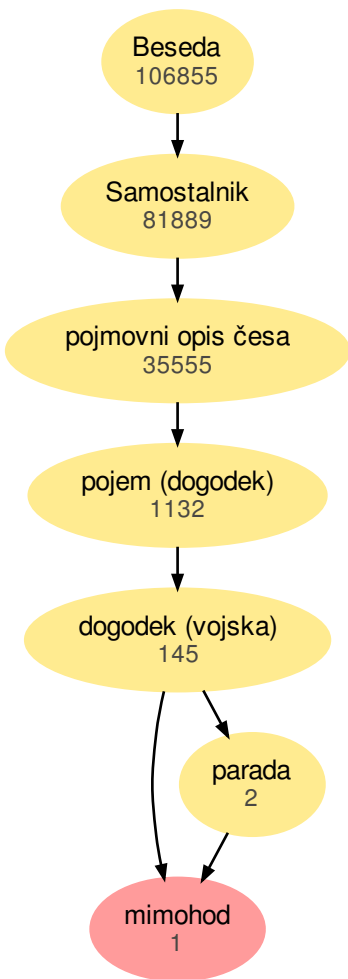 Beseda
106855
Samostalnik
81889
pojmovni opis česa
35555
pojem (dogodek)
1132
dogodek (vojska)
145
parada
2
mimohod
1